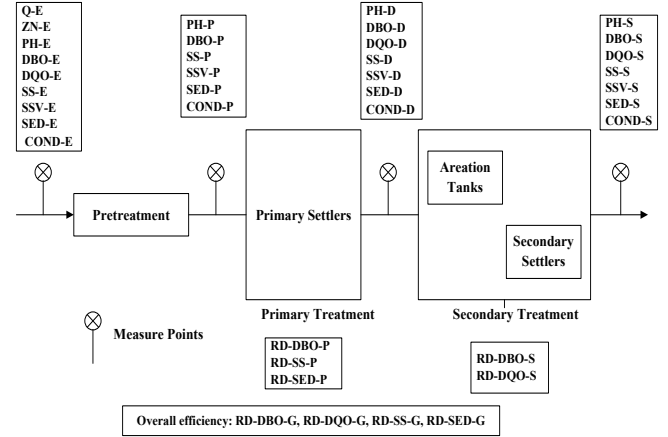 Q-E
ZN-E
PH-E
DBO-E
DQO-E
SS-E
SSV-E
SED-E
COND-E
PH-P
DBO-P
DQO-P
SS-P
SSV-P
SED-P
COND-P
PH-D
DBO-D
DQO-D
SS-D
SSV-D
SED-D
COND-D
PH-S
DBO-S
DQO-S
SS-S
SSV-S
SED-S
COND-S
Pretreatment
Primary Settlers
Areation
Tanks
Secondary
Settlers
Primary Treatment
Secondary Treatment
Measure Points
RD-DBO-P
RD-SS-P
RD-SED-P
RD-DBO-S
RD-DQO-S
Overall efficiency: RD-DBO-G, RD-DQO-G, RD-SS-G, RD-SED-G